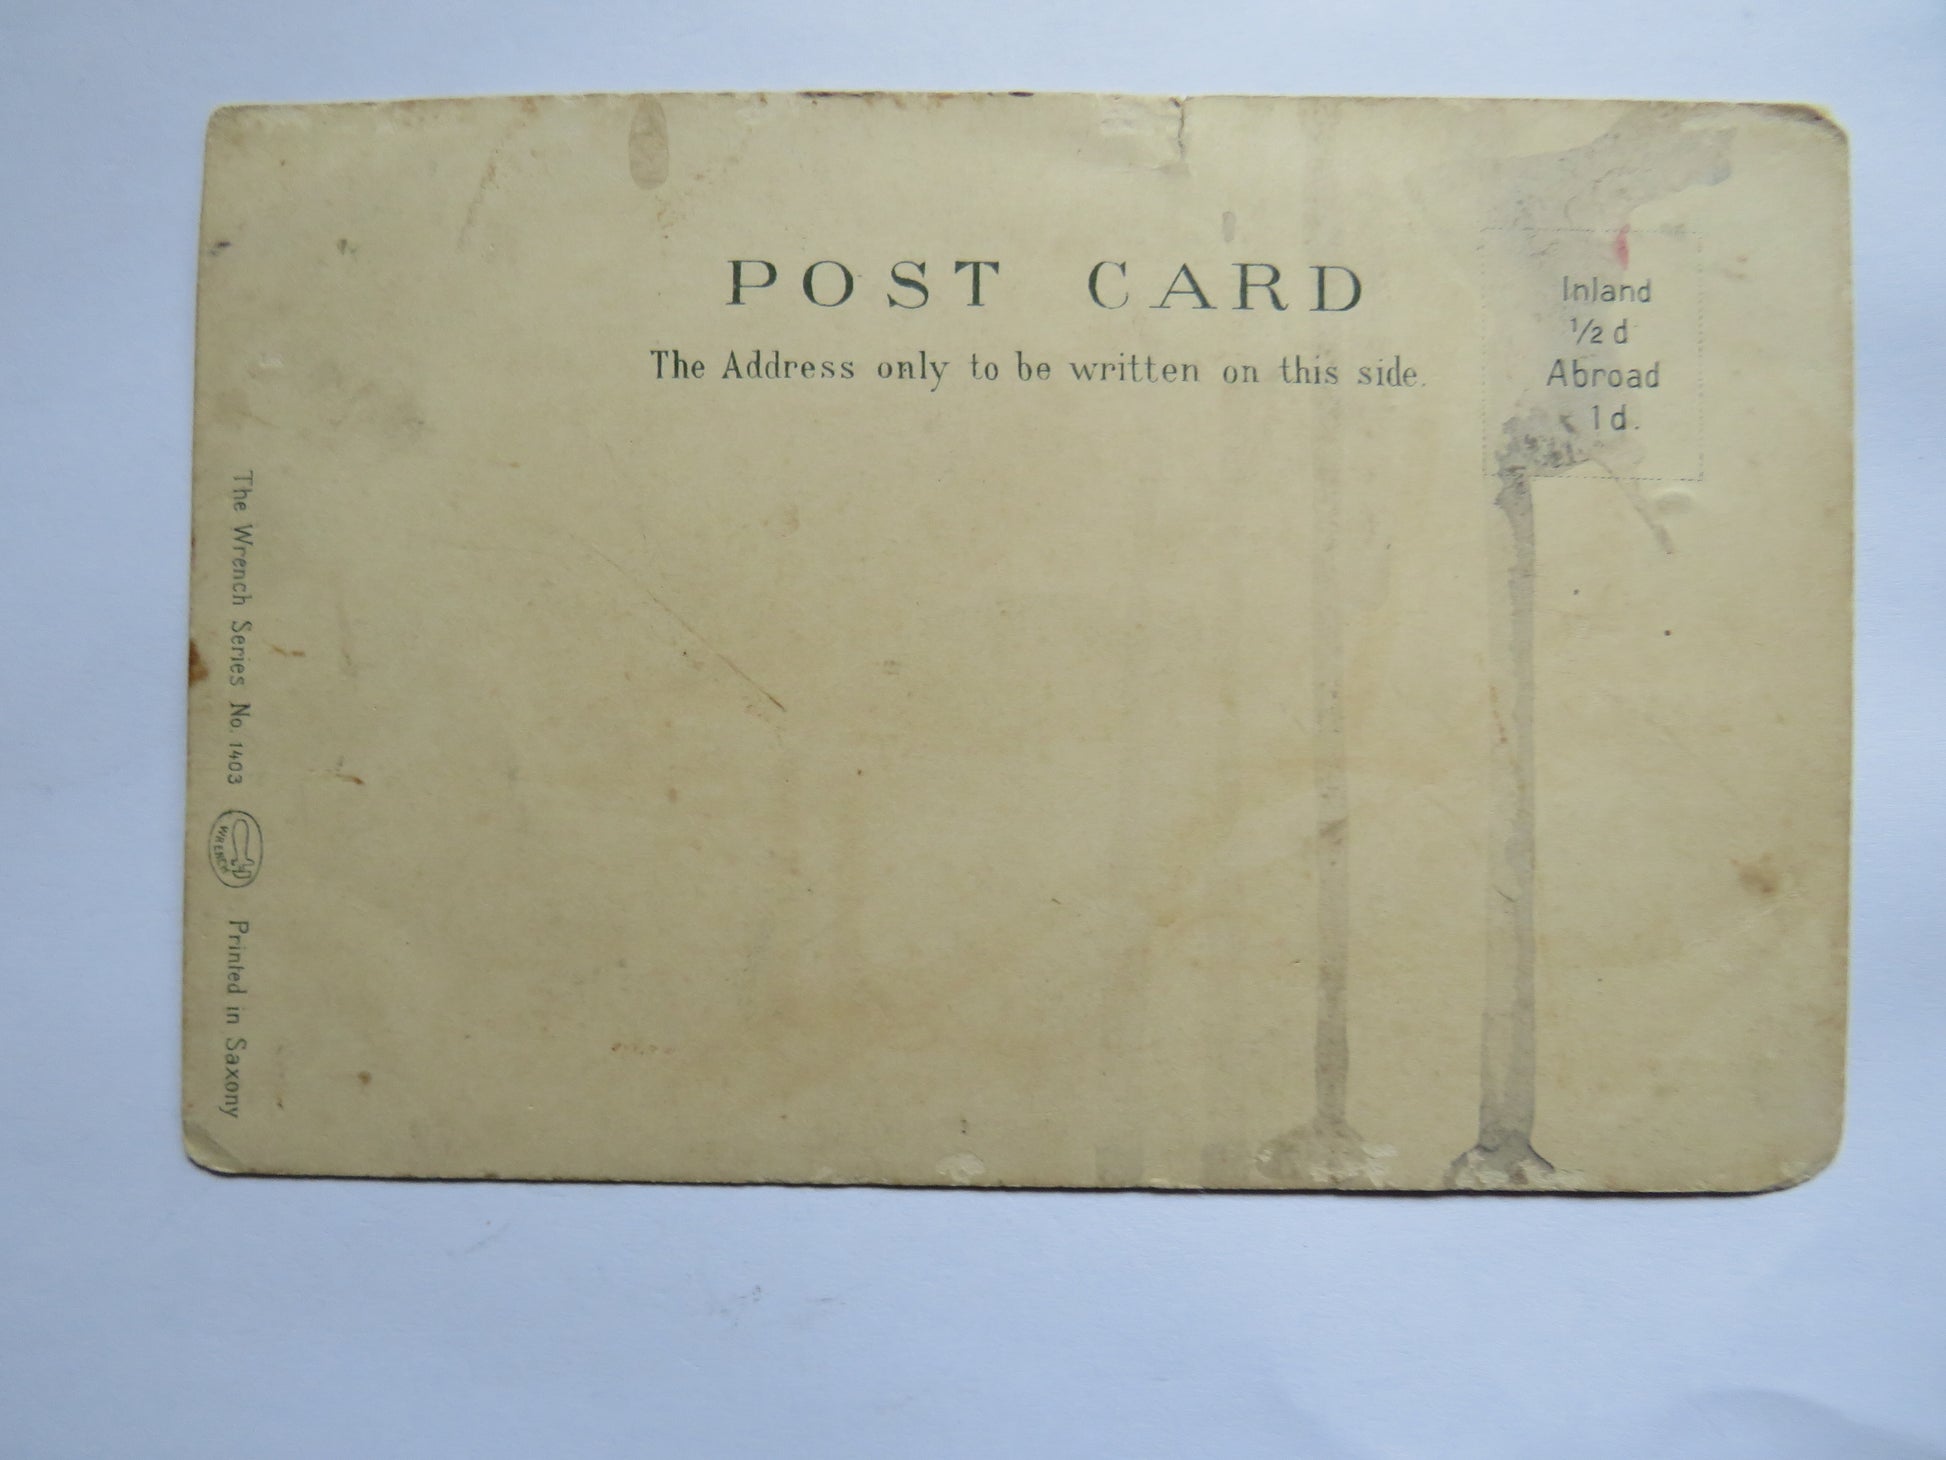 POST CARD
The Address only to be written on this side.
Inland
½ d
Abroad
1d.
The Wrench Series No. 1403 WRENCH Printed in Saxony